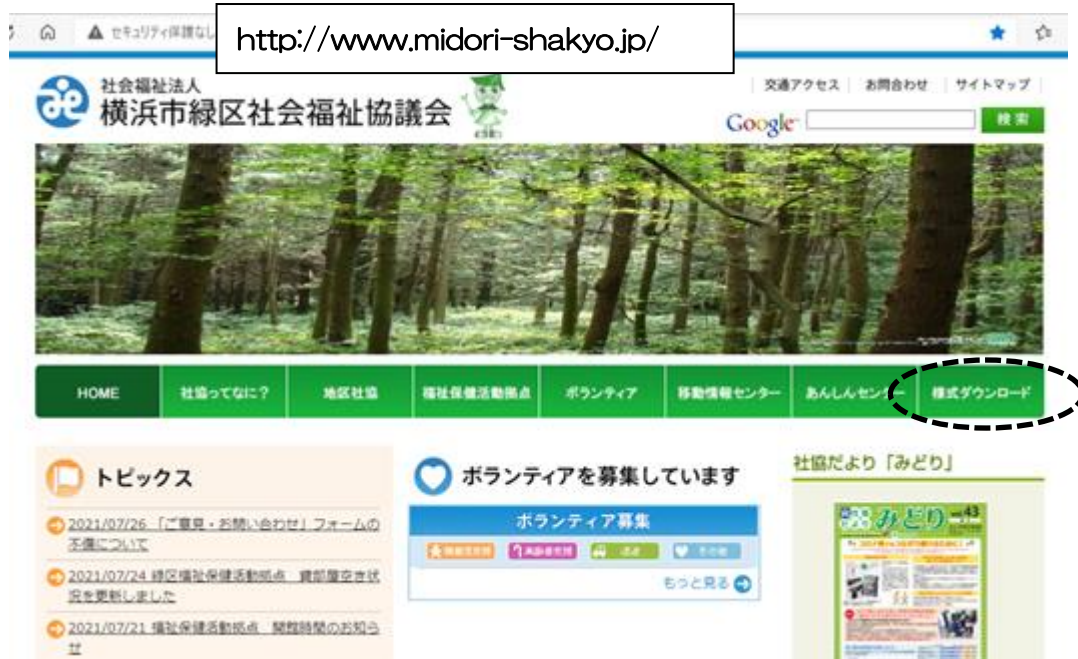 セキュリティ保護なし
http://www.midori-shakyo.jp/
社会福祉法人
横浜市緑区社会福祉協議会
交通アクセス お問合わせ サイトマップ
Google 検索
HOME 社協ってなに？ 地区社協 福祉保健活動拠点 ボランティア 移動情報センター あんしんセンター 様式ダウンロード
トピックス
2021/07/26 「ご意見・お問い合わせ」フォームの
不備について
2021/07/24 緑区福祉保健活動拠点 貸部屋空き状
況を更新しました
2021/07/21 福祉保健活動拠点 開館時間のお知ら
せ
ボランティアを募集しています
ボランティア募集
その他
もっと見る
社協だより「みどり」
みどり
43